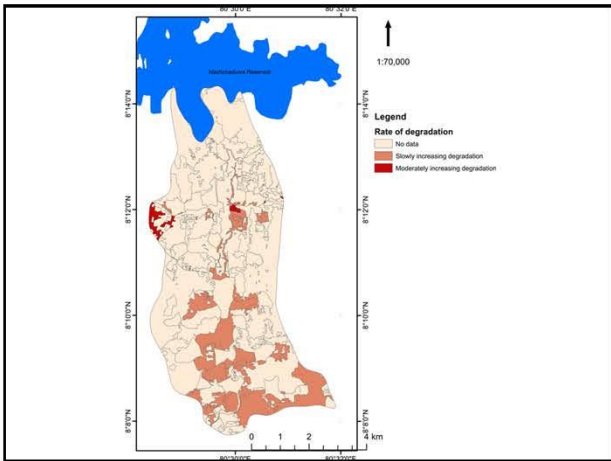 80°30'0"E 80°32'0"E
Nachchaduwa Reservoir
1:70,000
8°14'0"N 8°14'0"N
Legend
Rate of degradation
No data
Slowly increasing degradation
Moderately increasing degradation
8°12'0"N 8°12'0"N
8°10'0"N 8°10'0"N
8°8'0"N 8°8'0"N
0 1 2 4 km
80°30'0"E 80°32'0"E